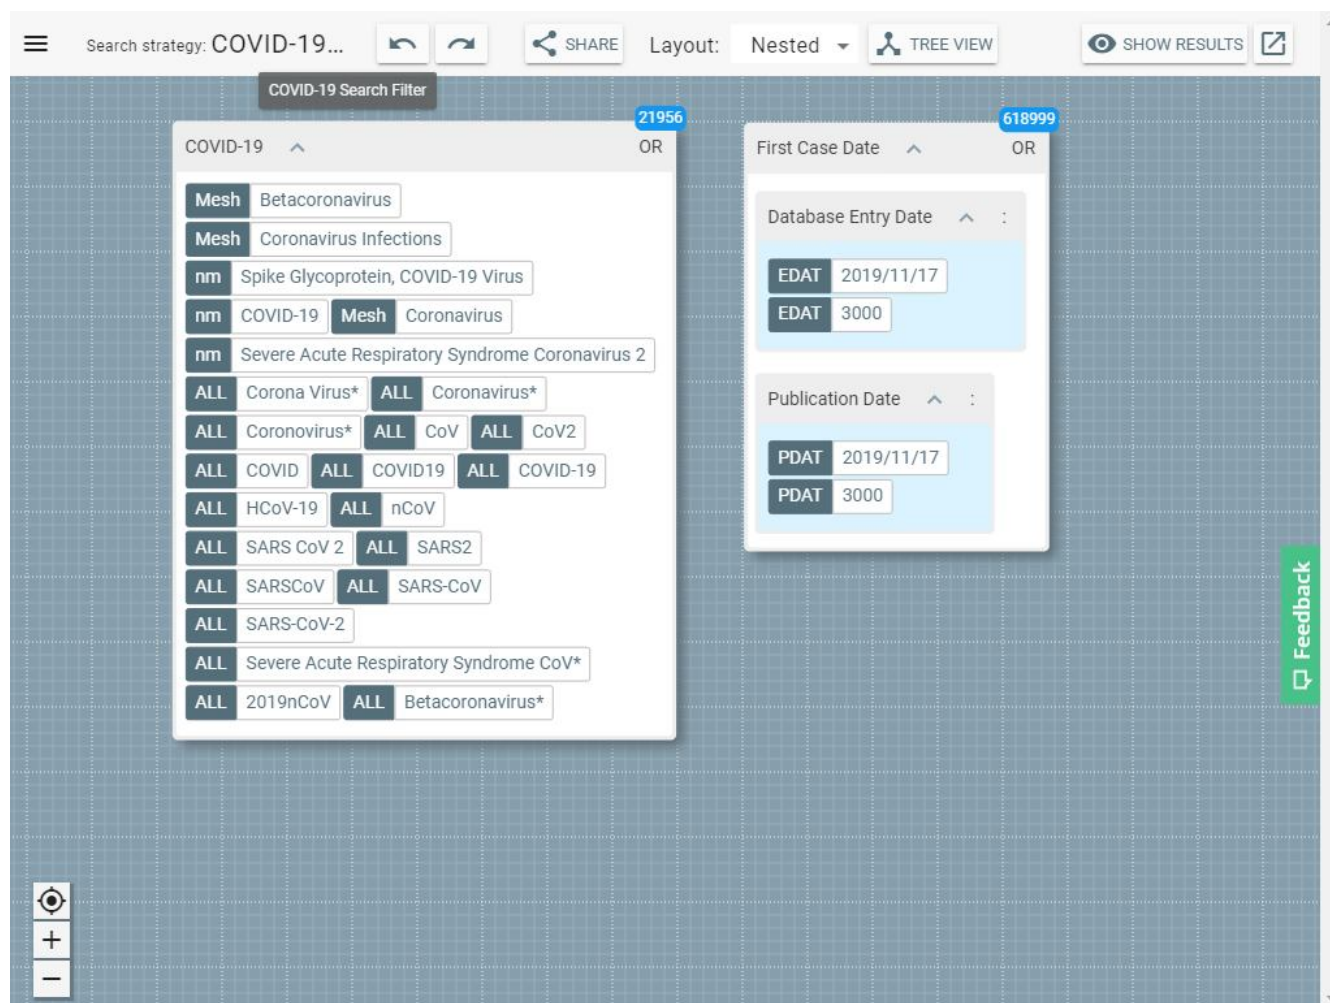 Search strategy: COVID-19... SHARE Layout: Nested TREE VIEW SHOW RESULTS
COVID-19 Search Filter
21956
COVID-19 OR
Mesh Betacoronavirus
Mesh Coronavirus Infections
nm Spike Glycoprotein, COVID-19 Virus
nm COVID-19 Mesh Coronavirus
nm Severe Acute Respiratory Syndrome Coronavirus 2
ALL Corona Virus* ALL Coronavirus*
ALL Coronovirus* ALL CoV ALL CoV2
ALL COVID ALL COVID19 ALL COVID-19
ALL HCoV-19 ALL nCoV
ALL SARS CoV 2 ALL SARS2
ALL SARSCoV ALL SARS-CoV
ALL SARS-CoV-2
ALL Severe Acute Respiratory Syndrome CoV*
ALL 2019nCoV ALL Betacoronavirus*
618999
First Case Date OR
Database Entry Date :
EDAT 2019/11/17
EDAT 3000
Publication Date :
PDAT 2019/11/17
PDAT 3000
Feedback